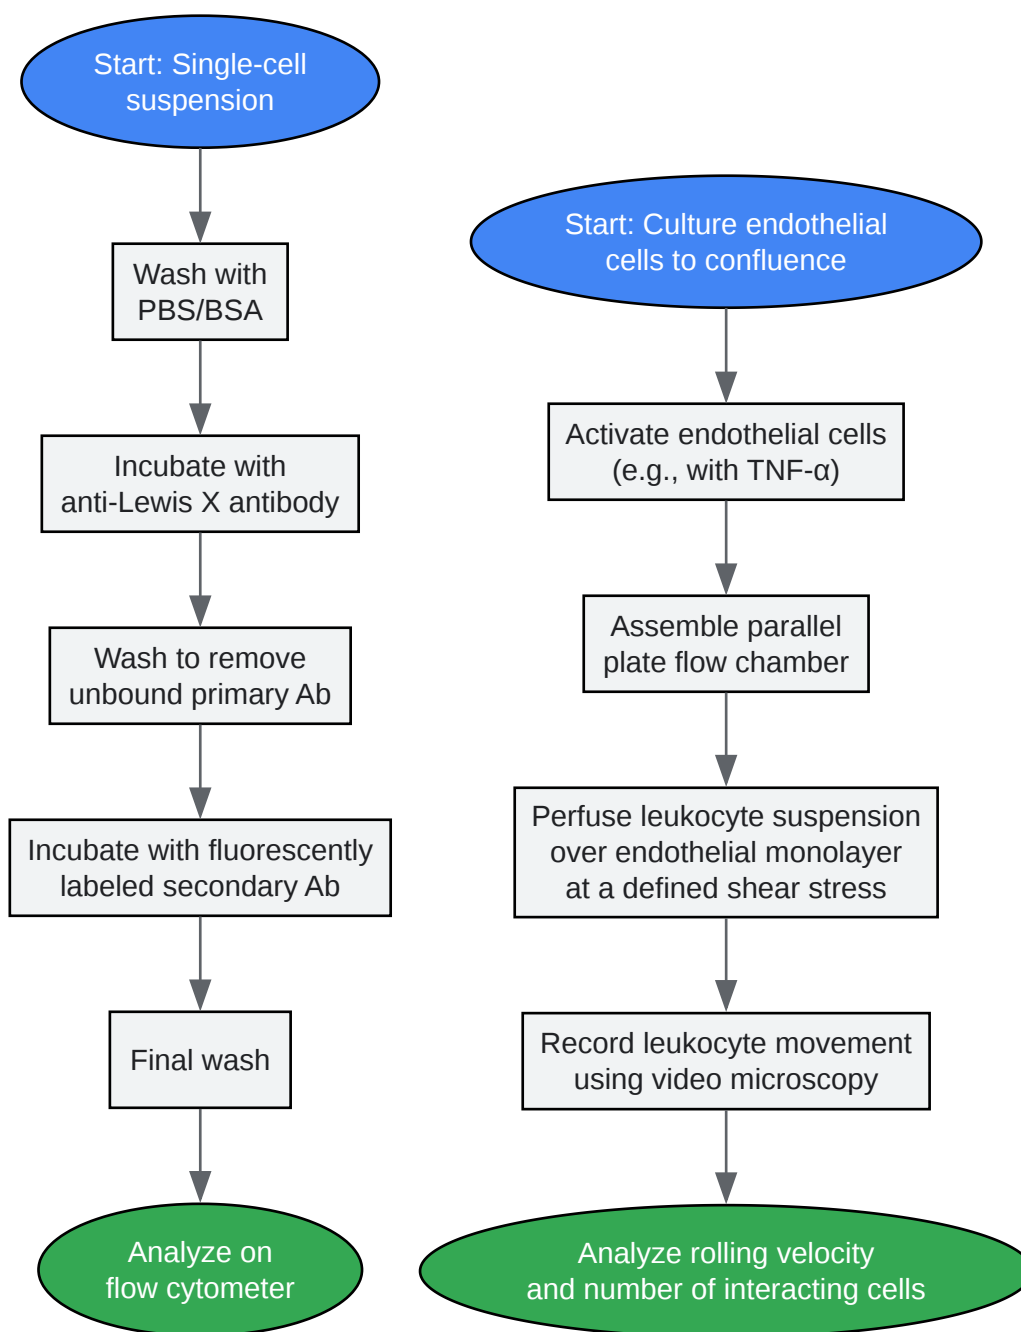 Start: Single-cell
suspension
Wash with
PBS/BSA
Incubate with
anti-Lewis X antibody
Wash to remove
unbound primary Ab
Incubate with fluorescently
labeled secondary Ab
Final wash
Analyze on
flow cytometer
Start: Culture endothelial
cells to confluence
Activate endothelial cells
(e.g., with TNF-α)
Assemble parallel
plate flow chamber
Perfuse leukocyte suspension
over endothelial monolayer
at a defined shear stress
Record leukocyte movement
using video microscopy
Analyze rolling velocity
and number of interacting cells